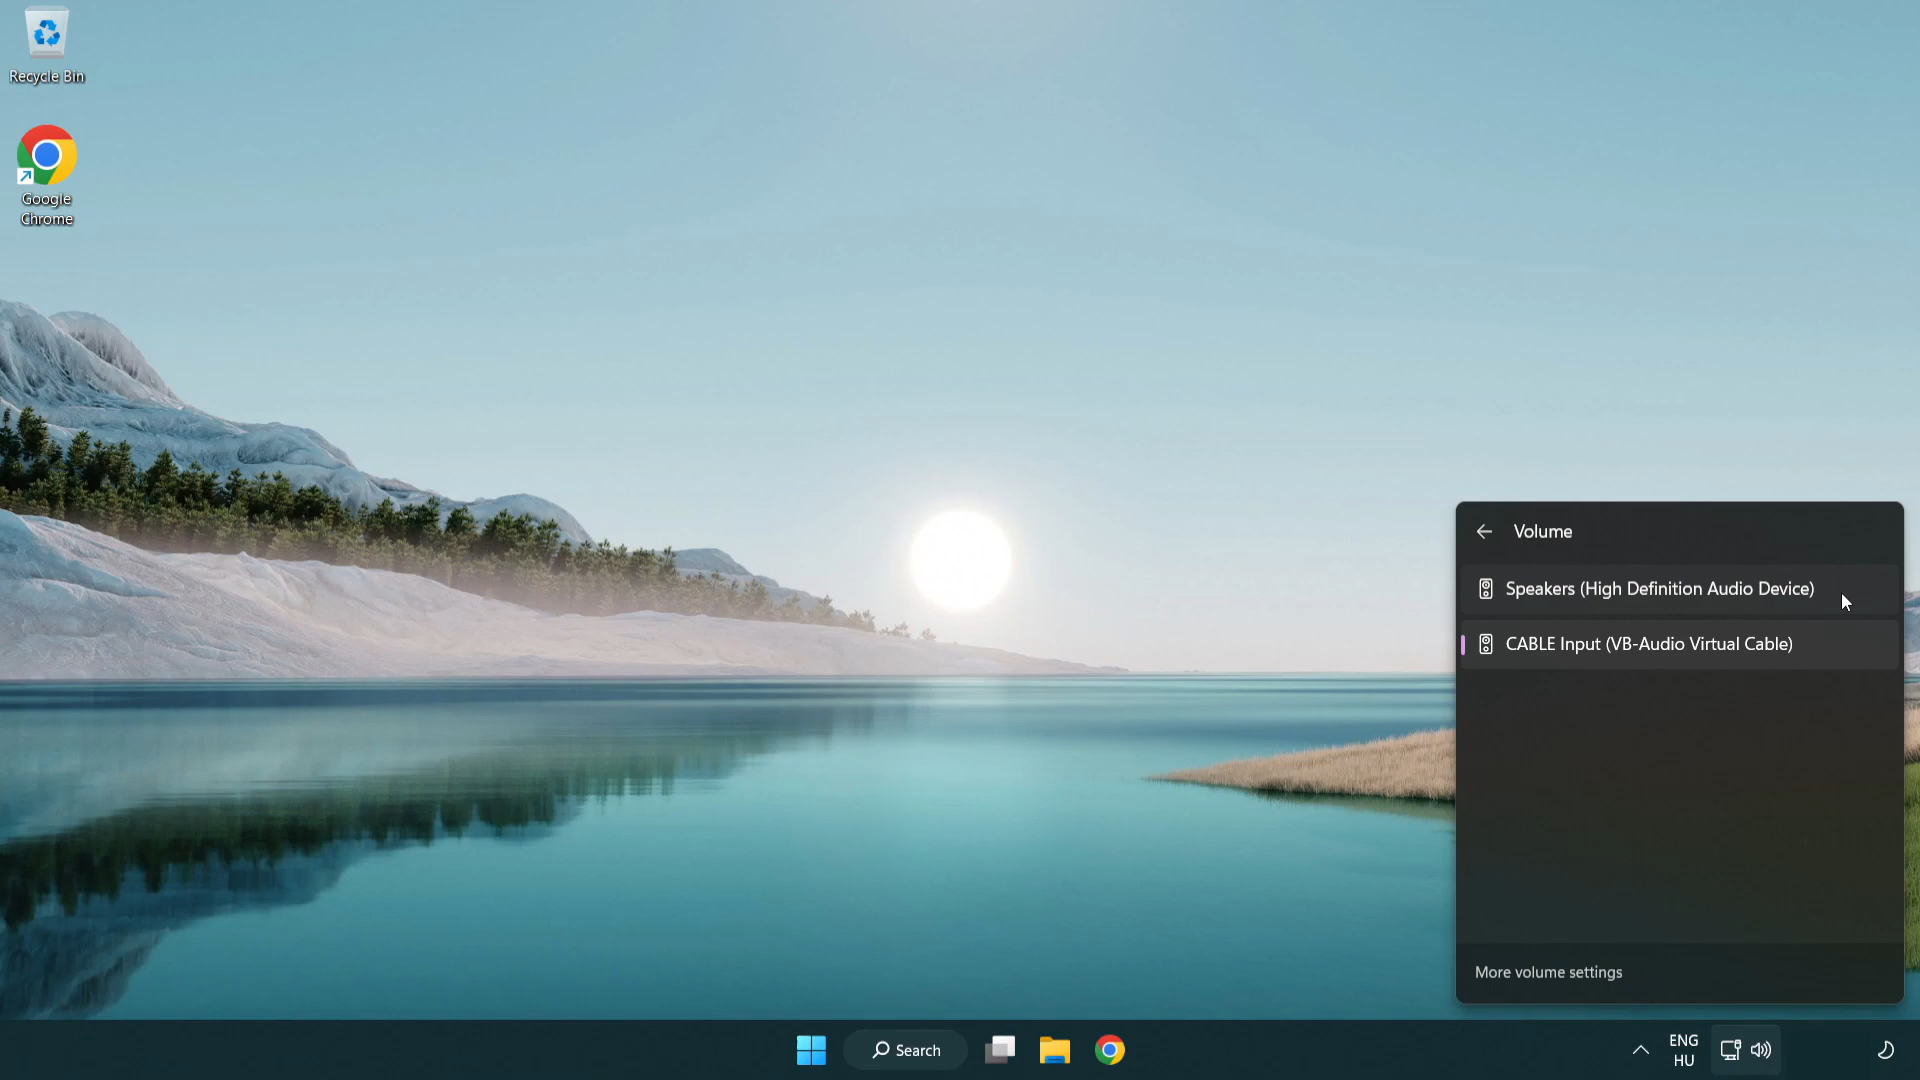 Recycle Bin
Google
Chrome
Volume
Speakers (High Definition Audio Device)
CABLE Input (VB-Audio Virtual Cable)
More volume settings
Search
ENG
HU